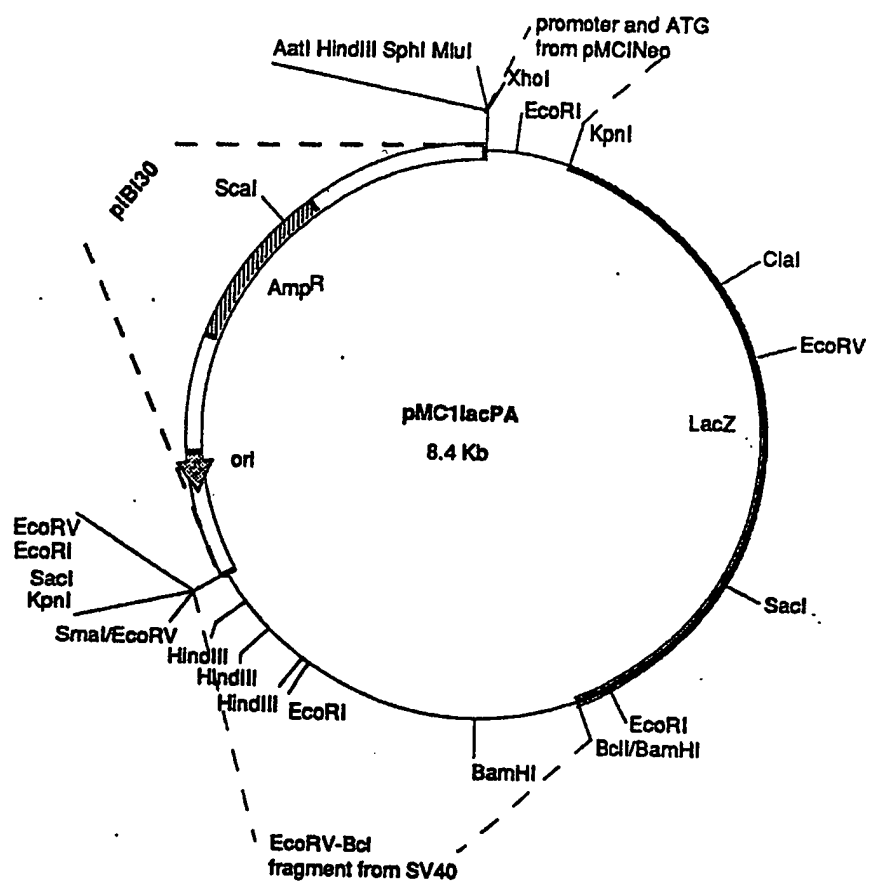 promoter and ATG
from pMC1Neo
AatI HindIII SphI MluI
XhoI
EcoRI
KpnI
pIBI30
ScaI
AmpR
ClaI
EcoRV
pMC1lacPA
8.4 Kb
LacZ
ori
EcoRV
EcoRI
SacI
KpnI
SmaI/EcoRV
HindIII
HindIII
HindIII
EcoRI
SacI
EcoRI
BclI/BamHI
BamHI
EcoRV-Bcl
fragment from SV40